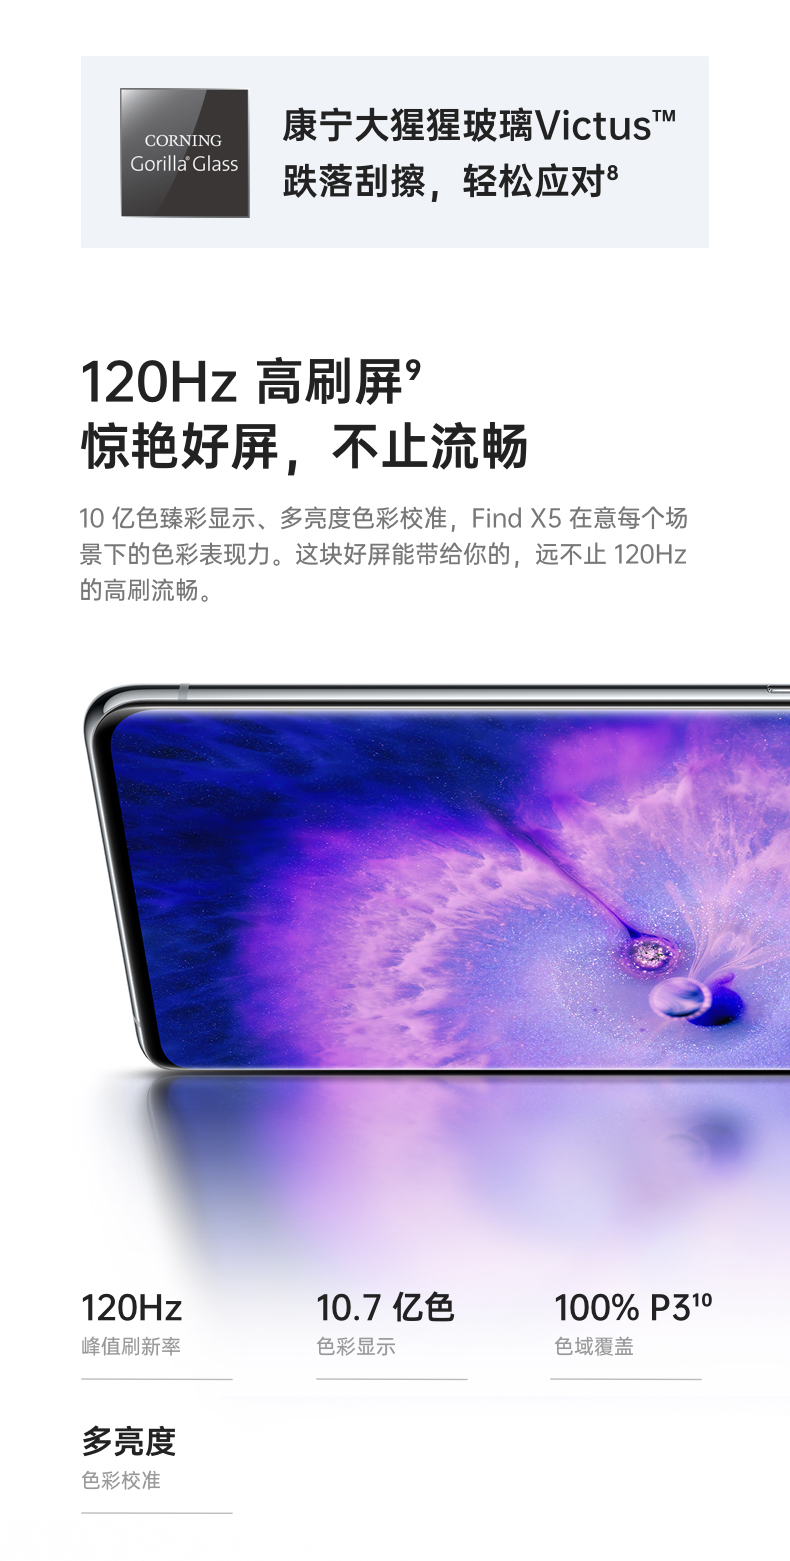 CORNING
Gorilla® Glass
康宁大猩猩玻璃Victus™
跌落刮擦，轻松应对⁸
120Hz 高刷屏⁹
惊艳好屏，不止流畅
10 亿色臻彩显示、多亮度色彩校准，Find X5 在意每个场
景下的色彩表现力。这块好屏能带给你的，远不止 120Hz
的高刷流畅。
120Hz
峰值刷新率
10.7 亿色
色彩显示
100% P3¹⁰
色域覆盖
多亮度
色彩校准